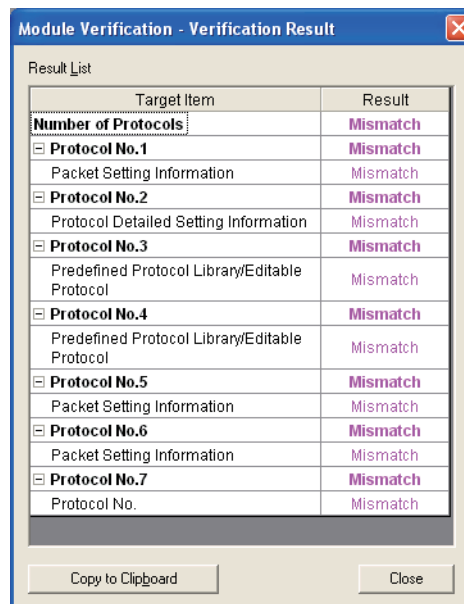 Module Verification - Verification Result
Result List
Target Item Result
Number of Protocols Mismatch
Protocol No.1 Mismatch
Packet Setting Information Mismatch
Protocol No.2 Mismatch
Protocol Detailed Setting Information Mismatch
Protocol No.3 Mismatch
Predefined Protocol Library/Editable
Protocol Mismatch
Protocol No.4 Mismatch
Predefined Protocol Library/Editable
Protocol Mismatch
Protocol No.5 Mismatch
Packet Setting Information Mismatch
Protocol No.6 Mismatch
Packet Setting Information Mismatch
Protocol No.7 Mismatch
Protocol No. Mismatch
Copy to Clipboard Close